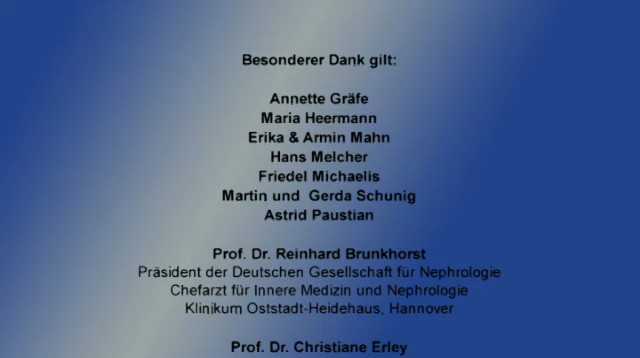 Besonderer Dank gilt:
Annette Gräfe
Maria Heermann
Erika & Armin Mahn
Hans Melcher
Friedel Michaelis
Martin und  Gerda Schunig
Astrid Paustian
Prof. Dr. Reinhard Brunkhorst
Präsident der Deutschen Gesellschaft für Nephrologie
Chefarzt für Innere Medizin und Nephrologie
Klinikum Oststadt-Heidehaus, Hannover
Prof. Dr. Christiane Erley